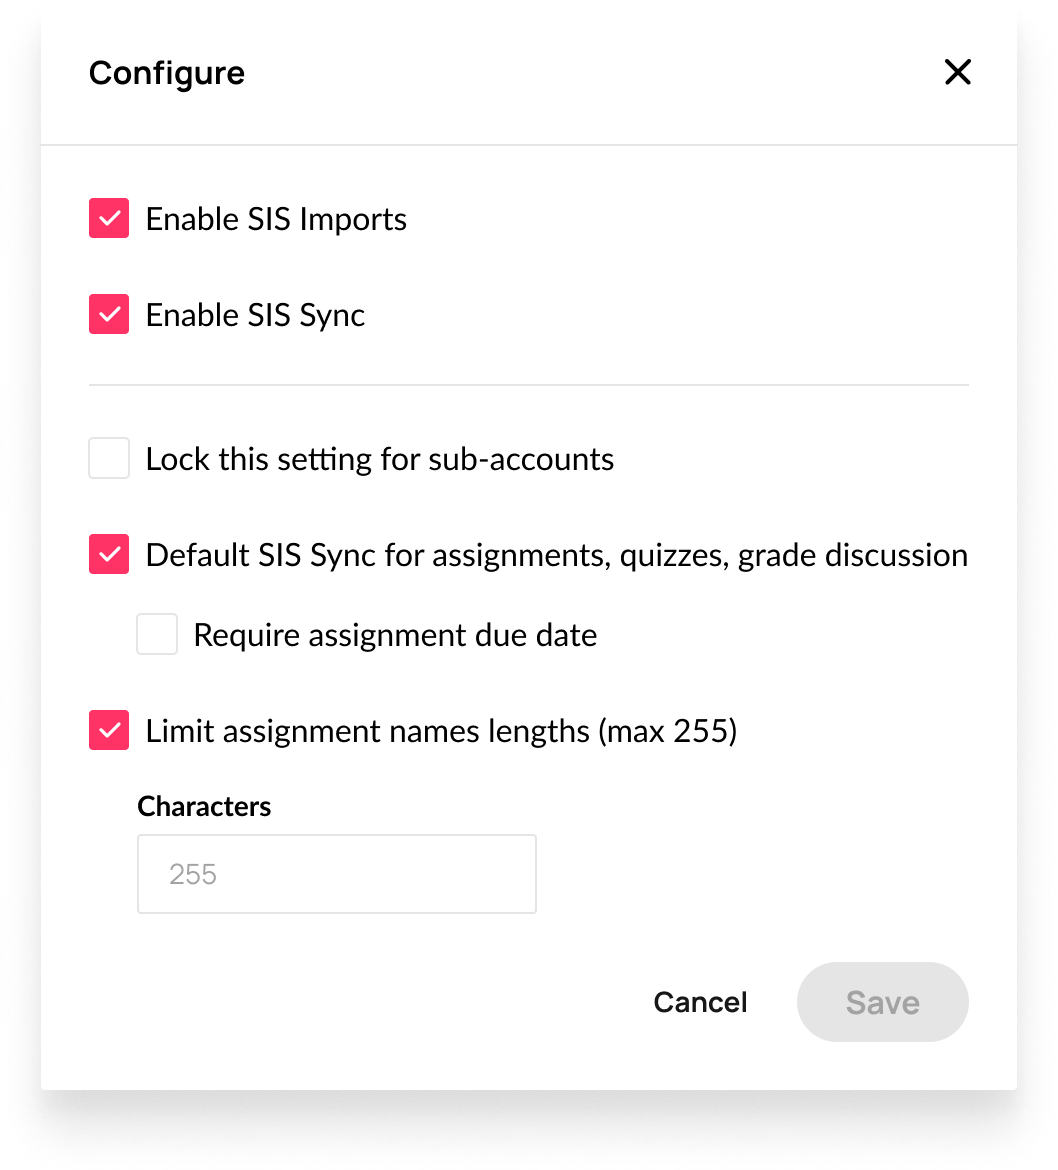 Configure
Enable SIS Imports
Enable SIS Sync
Lock this setting for sub-accounts
Default SIS Sync for assignments, quizzes, grade discussion
Require assignment due date
Limit assignment names lengths (max 255)
Characters
255
Cancel Save